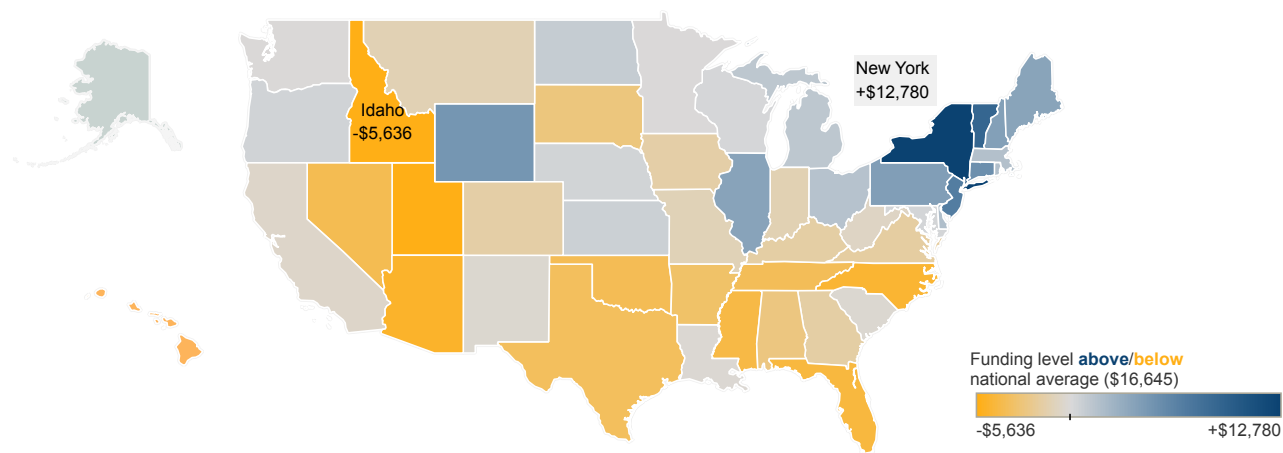 New York
+$12,780
Idaho
-$5,636
Funding level above/below
national average ($16,645)
-$5,636 +$12,780